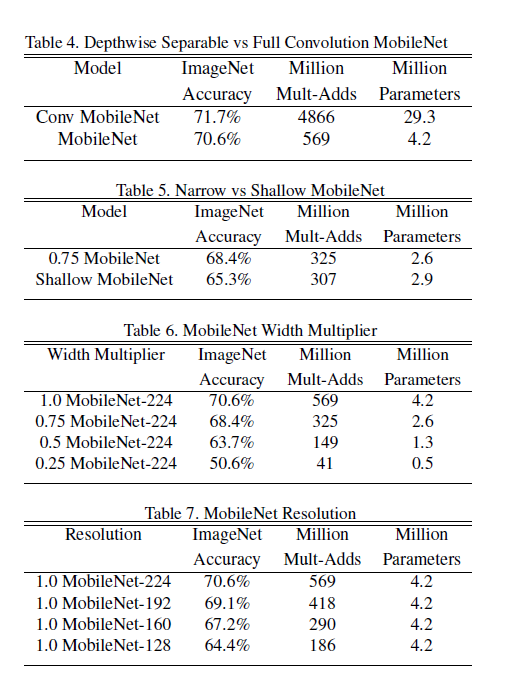 Table 4. Depthwise Separable vs Full Convolution MobileNet
Model ImageNet Million Million
Accuracy Mult-Adds Parameters
Conv MobileNet 71.7% 4866 29.3
MobileNet 70.6% 569 4.2
Table 5. Narrow vs Shallow MobileNet
Model ImageNet Million Million
Accuracy Mult-Adds Parameters
0.75 MobileNet 68.4% 325 2.6
Shallow MobileNet 65.3% 307 2.9
Table 6. MobileNet Width Multiplier
Width Multiplier ImageNet Million Million
Accuracy Mult-Adds Parameters
1.0 MobileNet-224 70.6% 569 4.2
0.75 MobileNet-224 68.4% 325 2.6
0.5 MobileNet-224 63.7% 149 1.3
0.25 MobileNet-224 50.6% 41 0.5
Table 7. MobileNet Resolution
Resolution ImageNet Million Million
Accuracy Mult-Adds Parameters
1.0 MobileNet-224 70.6% 569 4.2
1.0 MobileNet-192 69.1% 418 4.2
1.0 MobileNet-160 67.2% 290 4.2
1.0 MobileNet-128 64.4% 186 4.2